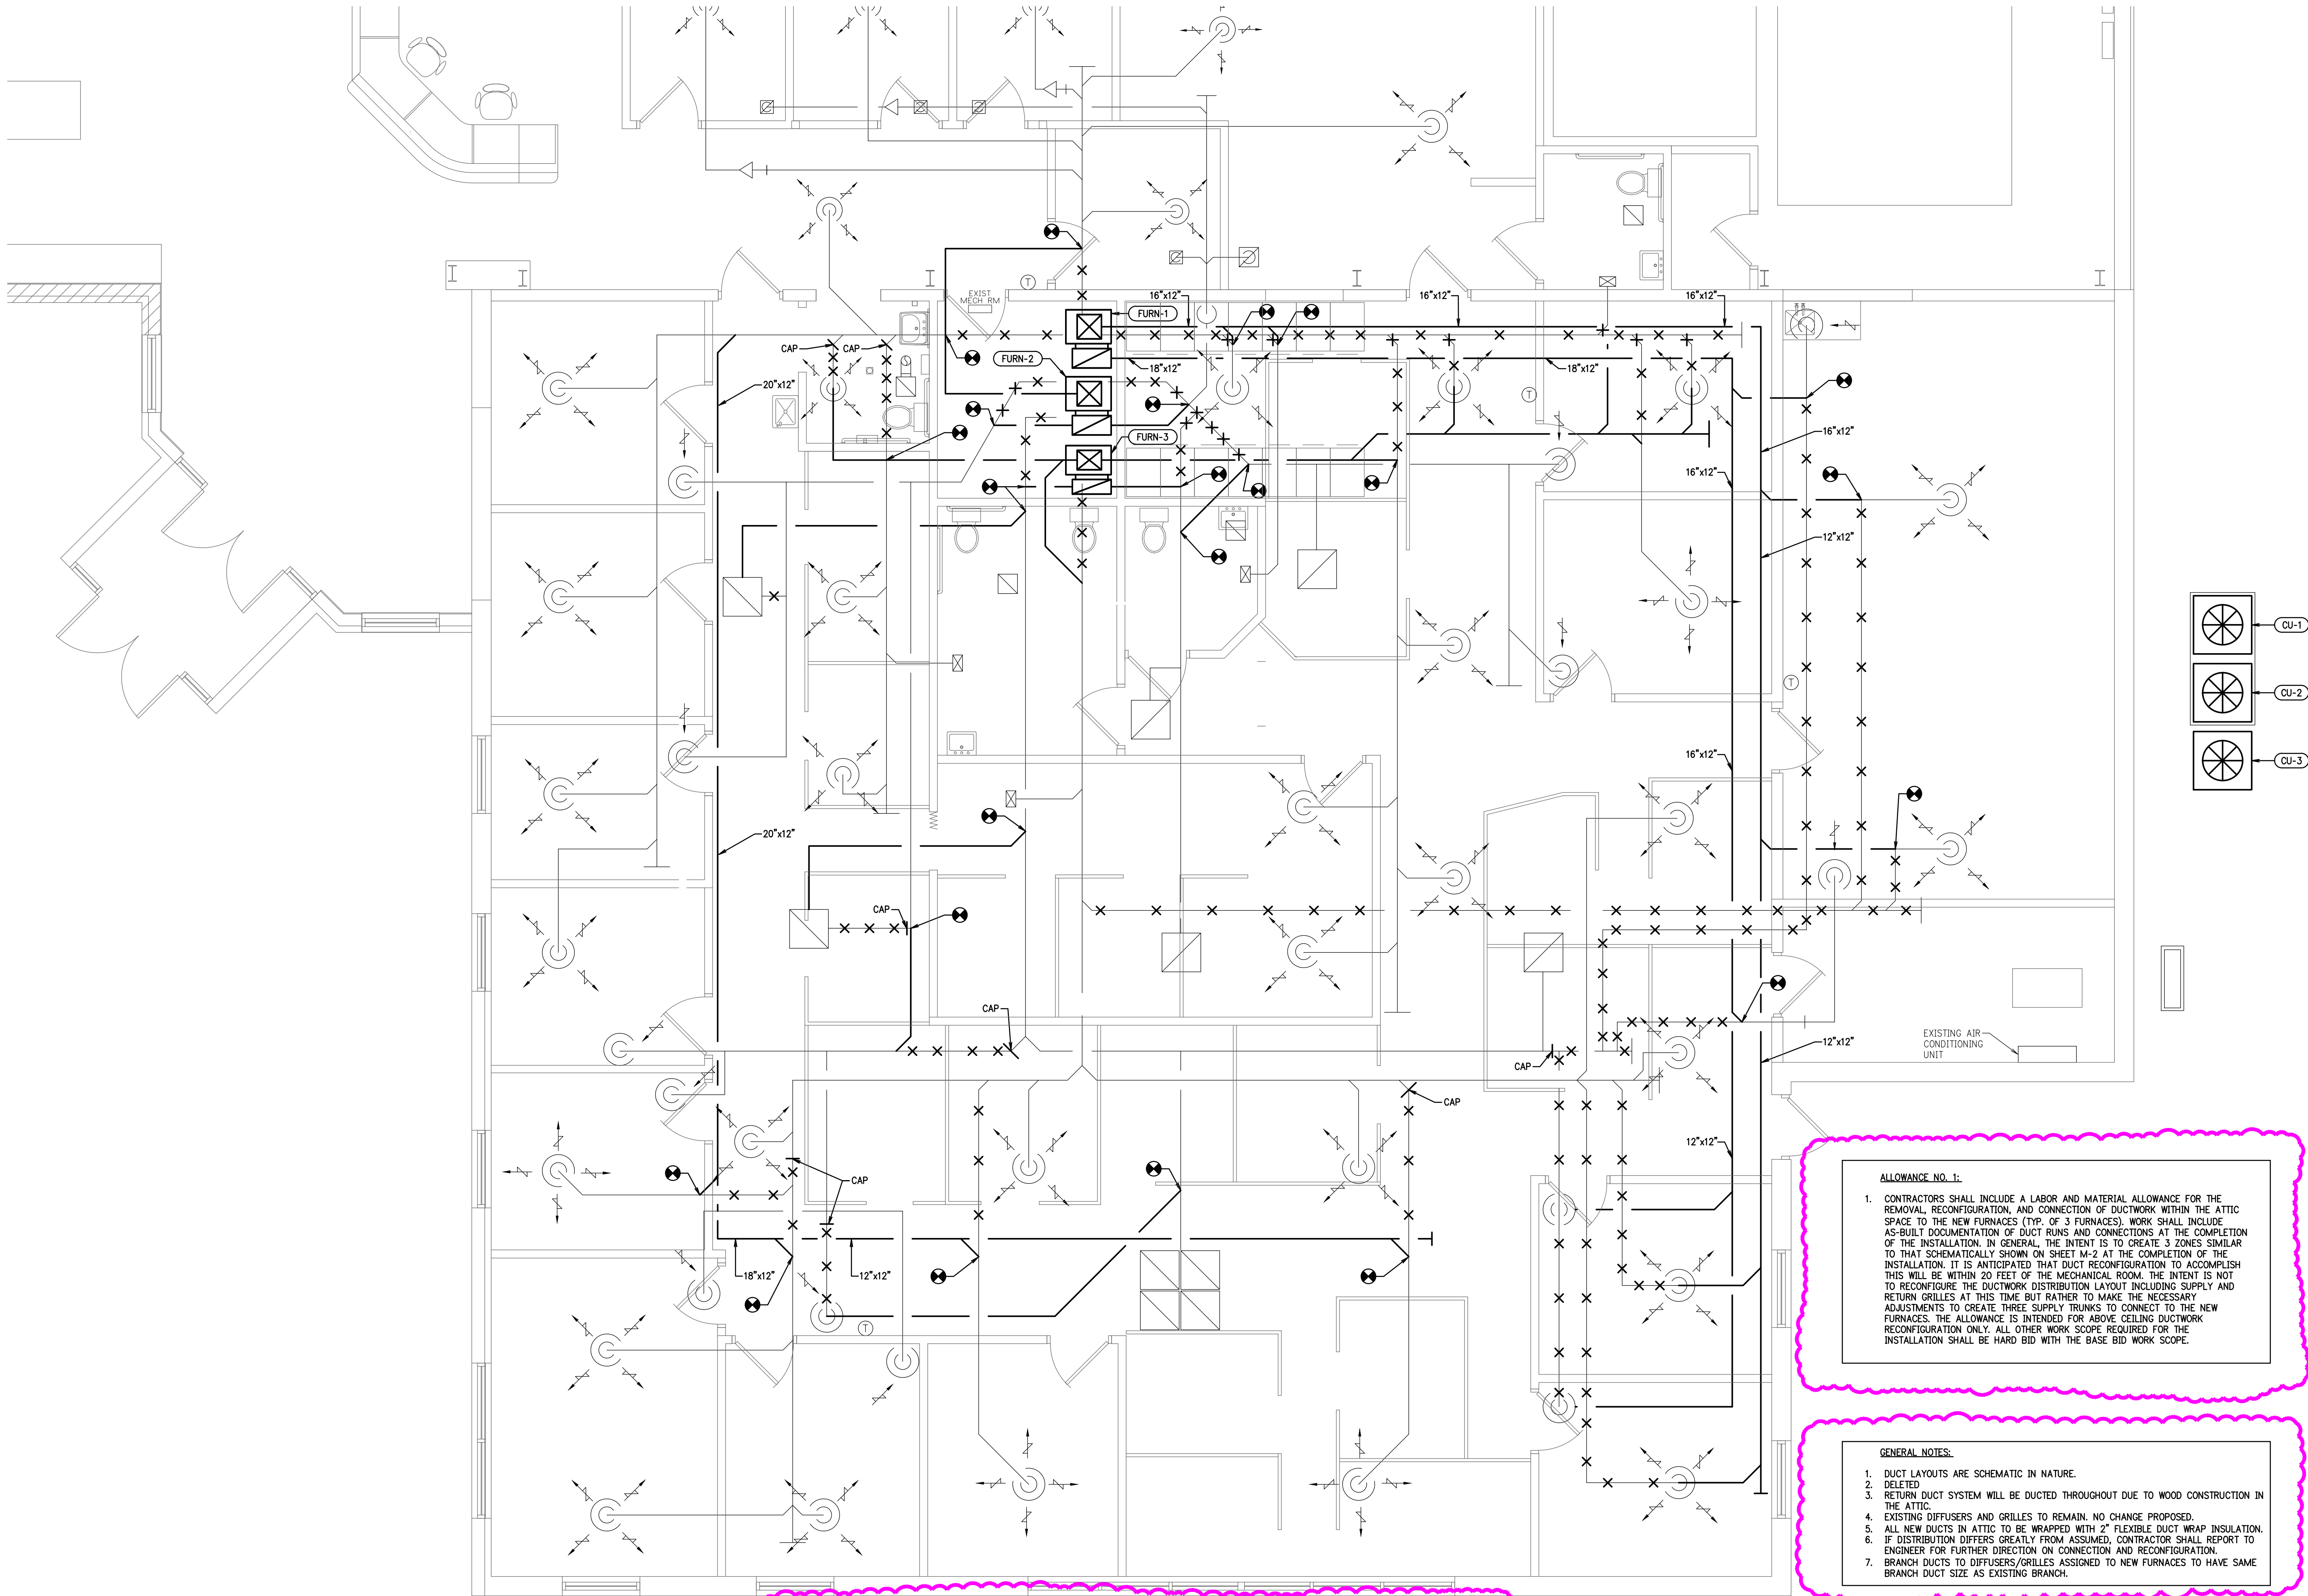 EXIST
MECH RM
T
16"x12"
16"x12"
16"x12"
FURN-1
CAP
CAP
FURN-2
18"x12"
18"x12"
20"x12"
T
FURN-3
16"x12"
16"x12"
12"x12"
CU-1
T
CU-2
16"x12"
CU-3
20"x12"
CAP
CAP
EXISTING AIR
CONDITIONING
UNIT
12"x12"
CAP
CAP
12"x12"
CAP
18"x12"
12"x12"
T
ALLOWANCE NO. 1:
1. CONTRACTORS SHALL INCLUDE A LABOR AND MATERIAL ALLOWANCE FOR THE
REMOVAL, RECONFIGURATION, AND CONNECTION OF DUCTWORK WITHIN THE ATTIC
SPACE TO THE NEW FURNACES (TYP. OF 3 FURNACES). WORK SHALL INCLUDE
AS-BUILT DOCUMENTATION OF DUCT RUNS AND CONNECTIONS AT THE COMPLETION
OF THE INSTALLATION. IN GENERAL, THE INTENT IS TO CREATE 3 ZONES SIMILAR
TO THAT SCHEMATICALLY SHOWN ON SHEET M-2 AT THE COMPLETION OF THE
INSTALLATION. IT IS ANTICIPATED THAT DUCT RECONFIGURATION TO ACCOMPLISH
THIS WILL BE WITHIN 20 FEET OF THE MECHANICAL ROOM. THE INTENT IS NOT
TO RECONFIGURE THE DUCTWORK DISTRIBUTION LAYOUT INCLUDING SUPPLY AND
RETURN GRILLES AT THIS TIME BUT RATHER TO MAKE THE NECESSARY
ADJUSTMENTS TO CREATE THREE SUPPLY TRUNKS TO CONNECT TO THE NEW
FURNACES. THE ALLOWANCE IS INTENDED FOR ABOVE CEILING DUCTWORK
RECONFIGURATION ONLY. ALL OTHER WORK SCOPE REQUIRED FOR THE
INSTALLATION SHALL BE HARD BID WITH THE BASE BID WORK SCOPE.
GENERAL NOTES:
1. DUCT LAYOUTS ARE SCHEMATIC IN NATURE.
2. DELETED
3. RETURN DUCT SYSTEM WILL BE DUCTED THROUGHOUT DUE TO WOOD CONSTRUCTION IN
THE ATTIC.
4. EXISTING DIFFUSERS AND GRILLES TO REMAIN. NO CHANGE PROPOSED.
5. ALL NEW DUCTS IN ATTIC TO BE WRAPPED WITH 2" FLEXIBLE DUCT WRAP INSULATION.
6. IF DISTRIBUTION DIFFERS GREATLY FROM ASSUMED, CONTRACTOR SHALL REPORT TO
ENGINEER FOR FURTHER DIRECTION ON CONNECTION AND RECONFIGURATION.
7. BRANCH DUCTS TO DIFFUSERS/GRILLES ASSIGNED TO NEW FURNACES TO HAVE SAME
BRANCH DUCT SIZE AS EXISTING BRANCH.